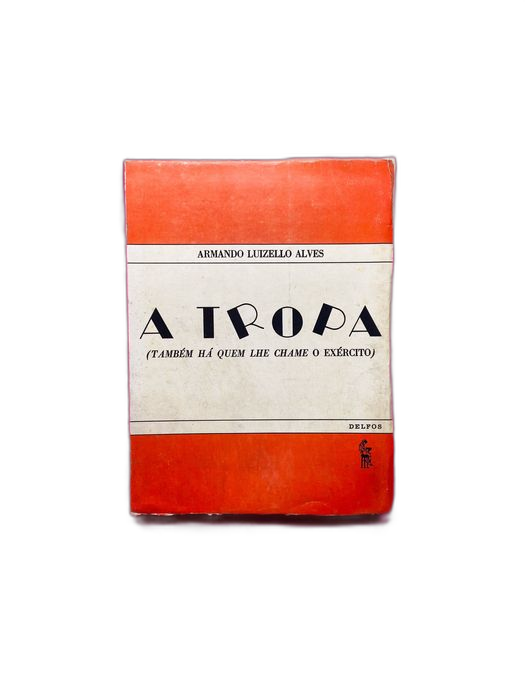 ARMANDO LUIZELLO ALVES
A TROPA
(TAMBÉM HÁ QUEM LHE CHAME O EXÉRCITO)
DELFOS